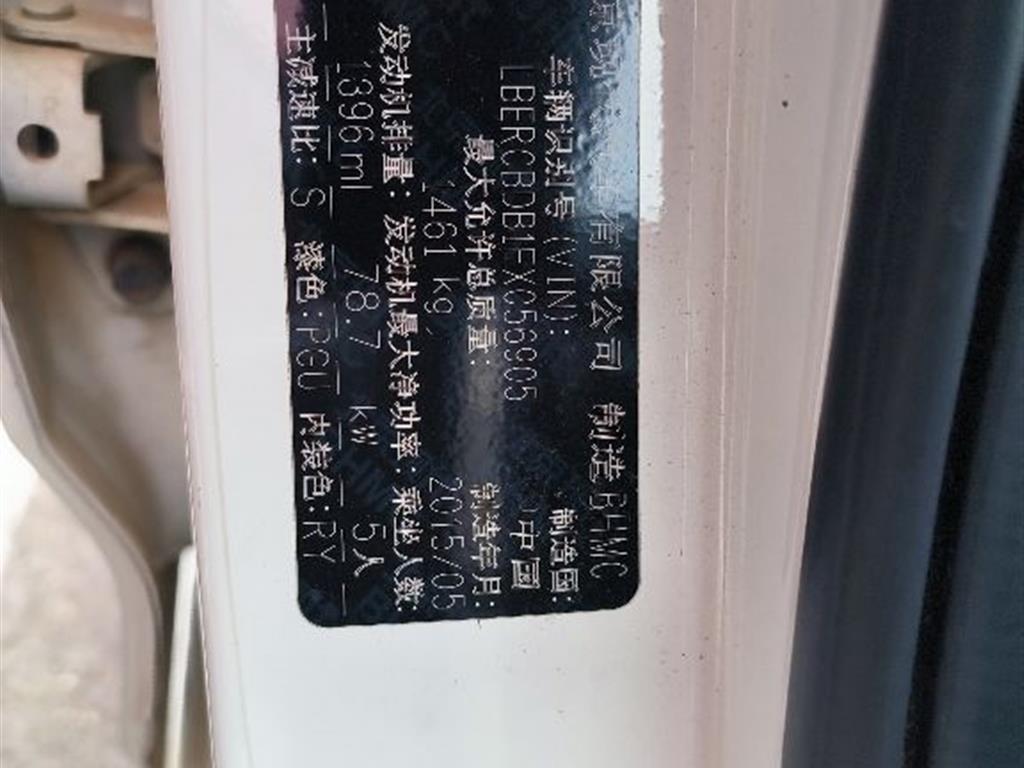 有限公司 制造 BHMC
车辆识别号(VIN): 制造国:
LBERCBDB1FX056905 中国
最大允许总质量: 制造年月:
1461 kg, 2015/05
发动机排量: 发动机最大净功率: 乘坐人数:
1396ml 78.7 kW 5人
主减速比: S 漆色:PGU 内装色:RY